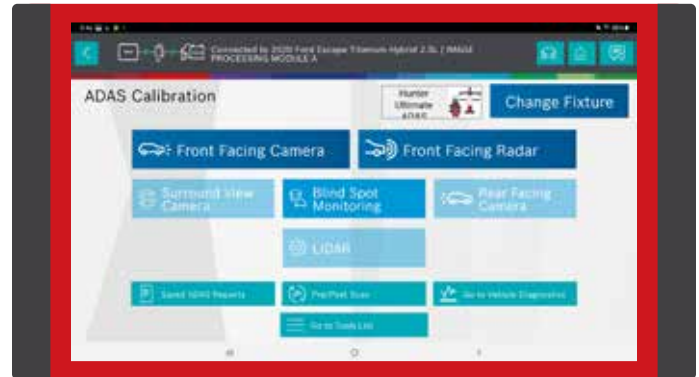 Connected to 2020 Ford Escape Titanium Hybrid 2.5L / IMAGE
PROCESSING MODULE A
ADAS Calibration
Hunter
Ultimate
ADAS
Change Fixture
Front Facing Camera
Front Facing Radar
Surround View
Camera
Blind Spot
Monitoring
Rear Facing
Camera
LIDAR
Saved ADAS Reports
Pre/Post Scan
Go to Vehicle Diagnostics
Go to Tools List